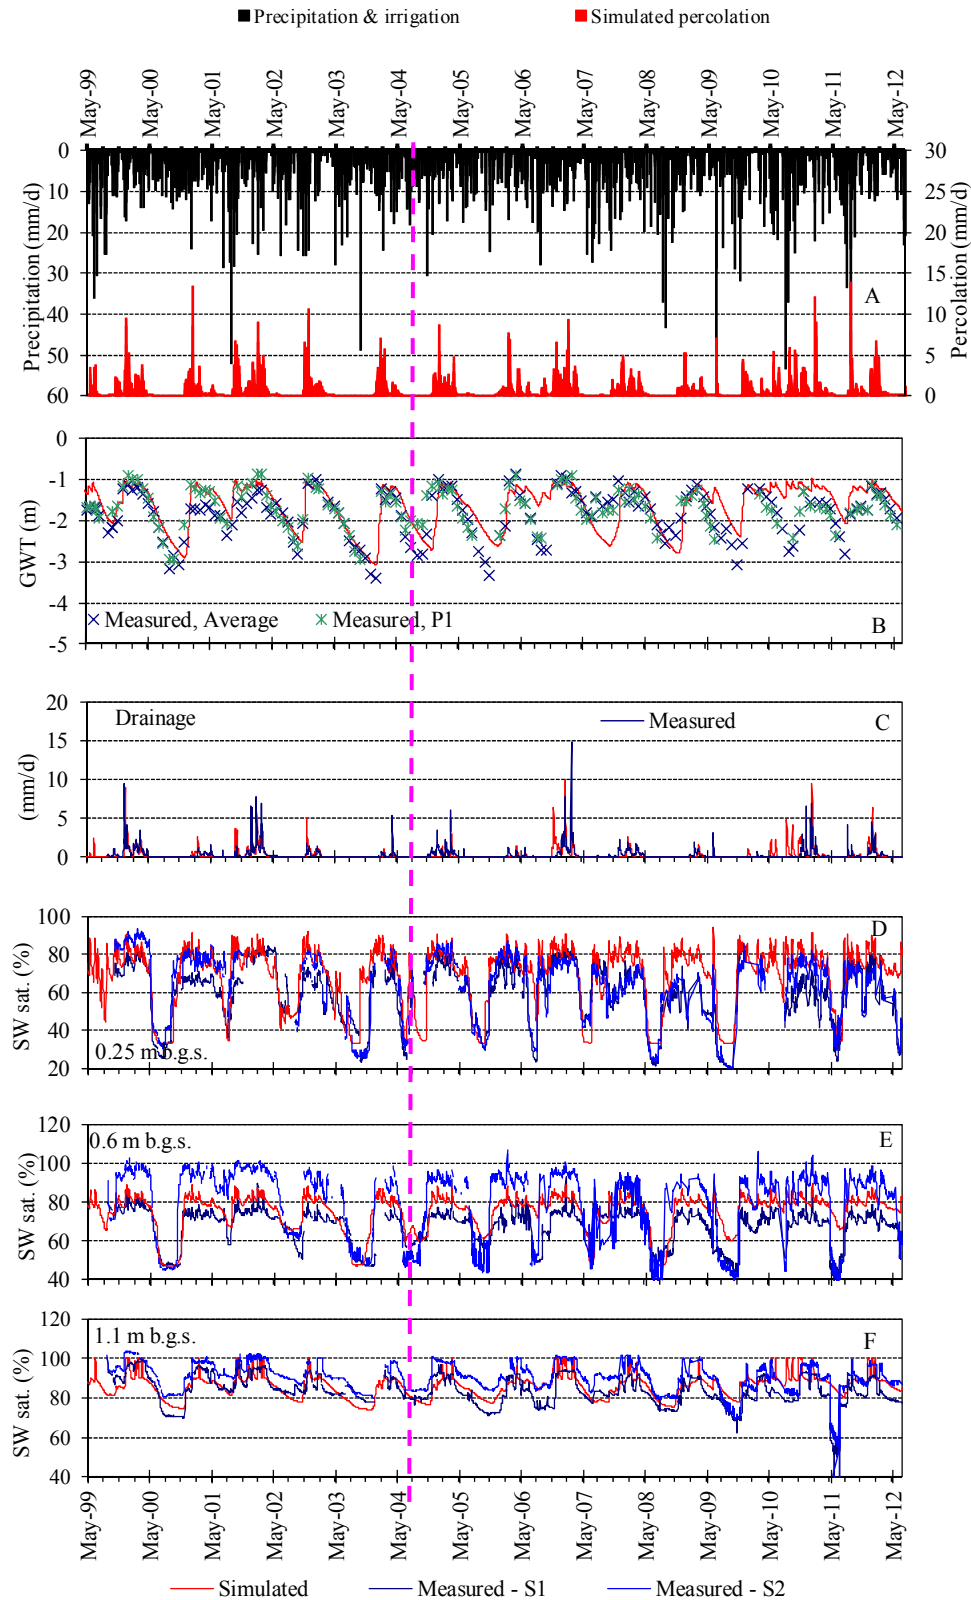 Precipitation & irrigation Simulated percolation
May-99 May-00 May-01 May-02 May-03 May-04 May-05 May-06 May-07 May-08 May-09 May-10 May-11 May-12
Precipitation (mm/d)
0
10
20
30
40
50
60
Percolation (mm/d)
30
25
20
15
10
5
0
A
GWT (m)
0
-1
-2
-3
-4
-5
Measured, Average Measured, P1
B
(mm/d)
20
15
10
5
0
Drainage
Measured
C
SW sat. (%)
100
80
60
40
20
0.25 m b.g.s.
D
SW sat. (%)
120
100
80
60
40
0.6 m b.g.s.
E
SW sat. (%)
120
100
80
60
40
1.1 m b.g.s.
F
May-99 May-00 May-01 May-02 May-03 May-04 May-05 May-06 May-07 May-08 May-09 May-10 May-11 May-12
Simulated Measured - S1 Measured - S2